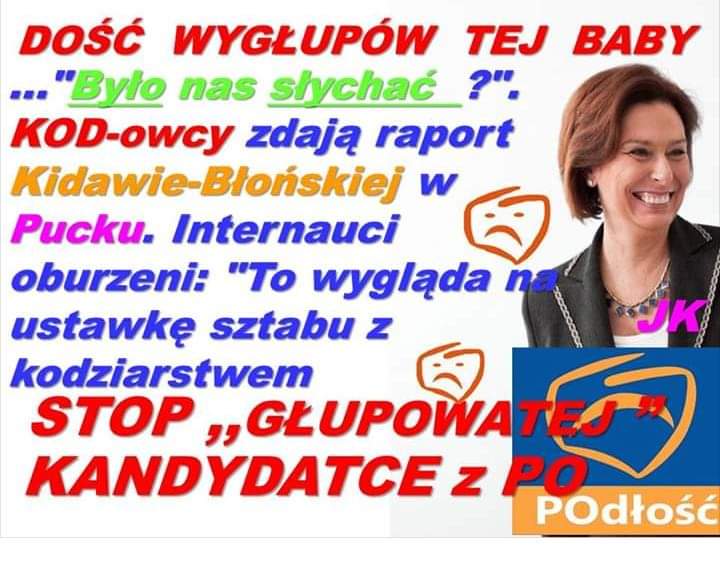 DOŚĆ WYGŁUPÓW TEJ BABY
..."Było nas słychać ?".
KOD-owcy zdają raport
Kidawie-Błońskiej w
Pucku. Internauci
oburzeni: "To wygląda na
ustawkę sztabu z
kodziarstwem
JK
STOP ,,GŁUPOWATEJ ”
KANDYDATCE z PO
POdłość